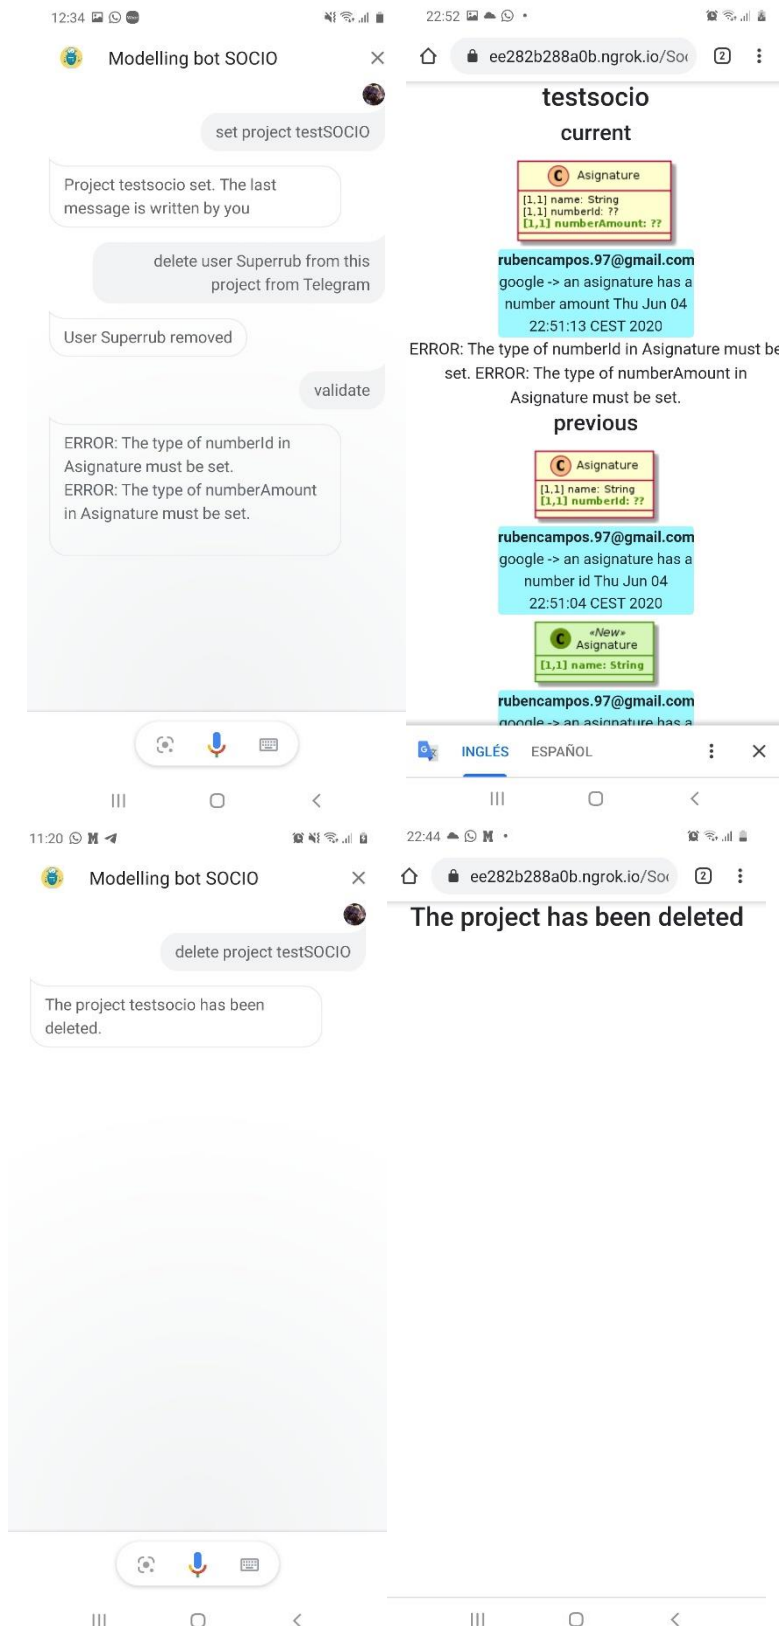 12:34
Modelling bot SOCIO
set project testSOCIO
Project testsocio set. The last
message is written by you
delete user Superrub from this
project from Telegram
User Superrub removed
validate
ERROR: The type of numberId in
Asignature must be set.
ERROR: The type of numberAmount
in Asignature must be set.
22:52
ee282b288a0b.ngrok.io/Soc
2
testsocio
current
C Asignature
[1,1] name: String
[1,1] numberId: ??
[1,1] numberAmount: ??
rubencampos.97@gmail.com
google -> an asignature has a
number amount Thu Jun 04
22:51:13 CEST 2020
ERROR: The type of numberId in Asignature must be
set. ERROR: The type of numberAmount in
Asignature must be set.
previous
C Asignature
[1,1] name: String
[1,1] numberId: ??
rubencampos.97@gmail.com
google -> an asignature has a
number id Thu Jun 04
22:51:04 CEST 2020
«New»
C Asignature
[1,1] name: String
rubencampos.97@gmail.com
google -> an asignature has a
INGLÉS ESPAÑOL
11:20
Modelling bot SOCIO
delete project testSOCIO
The project testsocio has been
deleted.
22:44
ee282b288a0b.ngrok.io/Soc
2
The project has been deleted